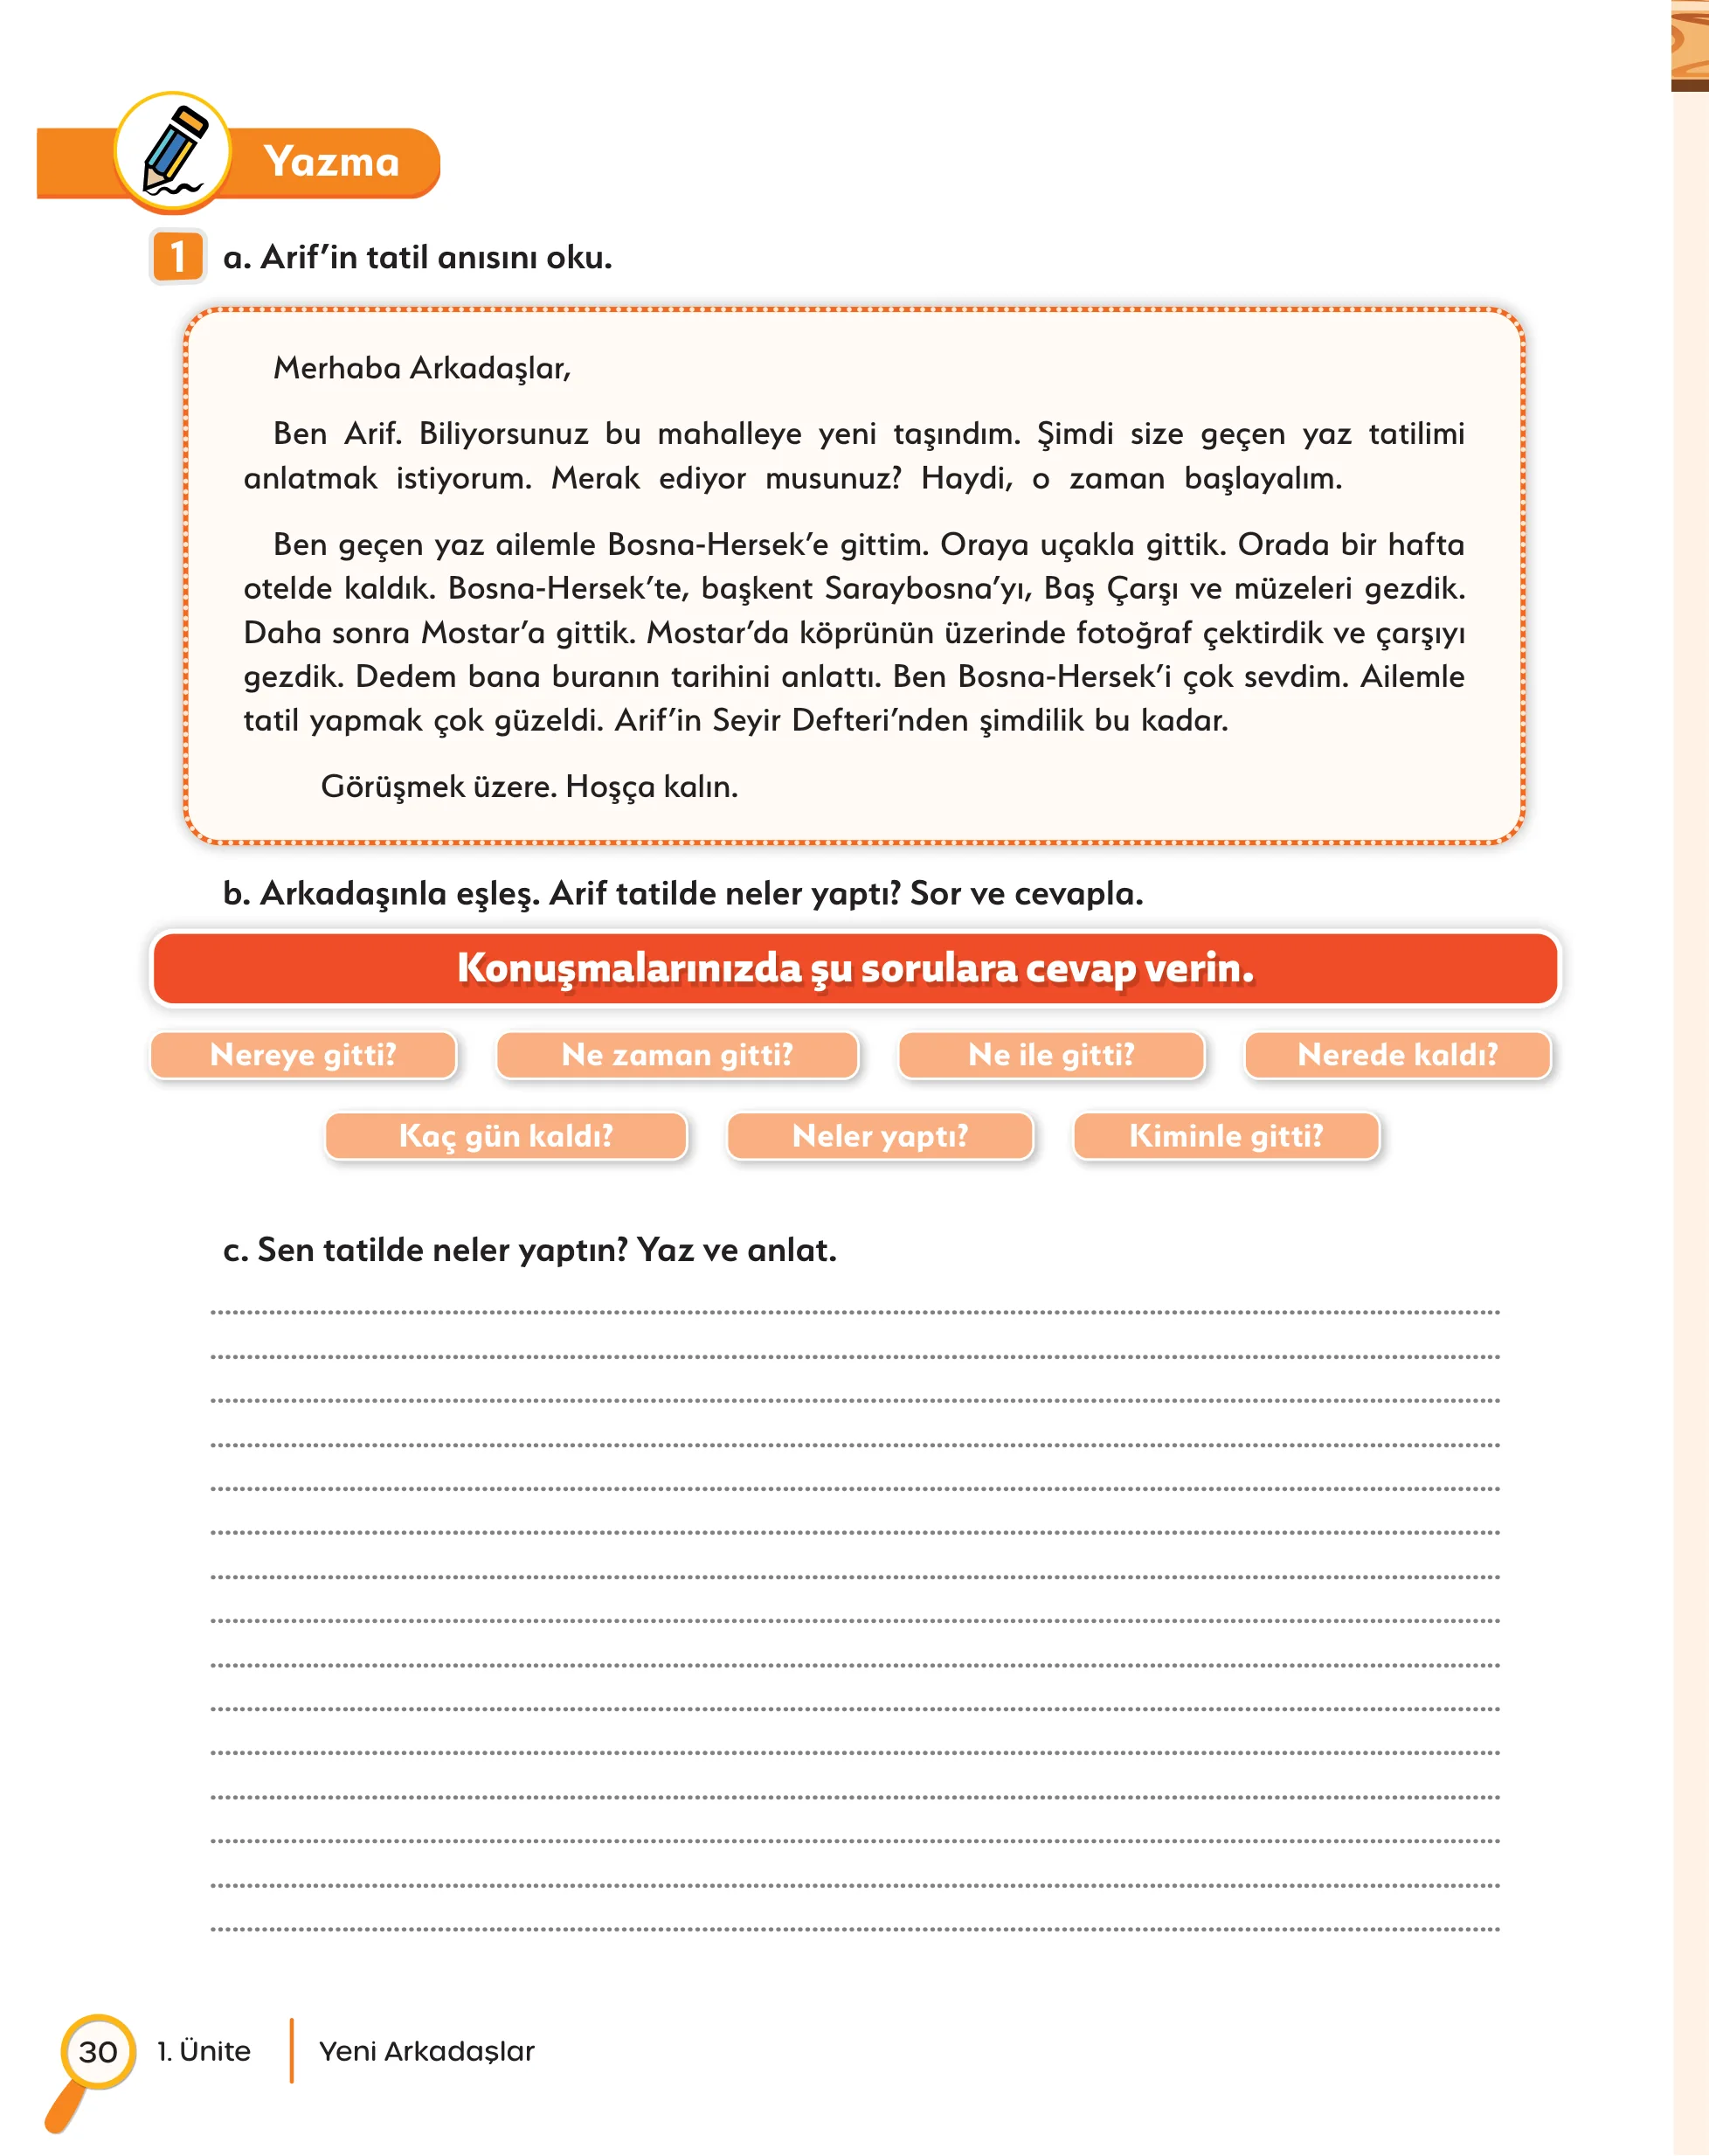 Yazma
1 a. Arif’in tatil anısını oku.
Merhaba Arkadaşlar,
Ben Arif. Biliyorsunuz bu mahalleye yeni taşındım. Şimdi size geçen yaz tatilimi
anlatmak istiyorum. Merak ediyor musunuz? Haydi, o zaman başlayalım.
Ben geçen yaz ailemle Bosna-Hersek’e gittim. Oraya uçakla gittik. Orada bir hafta
otelde kaldık. Bosna-Hersek’te, başkent Saraybosna’yı, Baş Çarşı ve müzeleri gezdik.
Daha sonra Mostar’a gittik. Mostar’da köprünün üzerinde fotoğraf çektirdik ve çarşıyı
gezdik. Dedem bana buranın tarihini anlattı. Ben Bosna-Hersek’i çok sevdim. Ailemle
tatil yapmak çok güzeldi. Arif’in Seyir Defteri’nden şimdilik bu kadar.
Görüşmek üzere. Hoşça kalın.
b. Arkadaşınla eşleş. Arif tatilde neler yaptı? Sor ve cevapla.
Konuşmalarınızda şu sorulara cevap verin.
Nereye gitti? Ne zaman gitti? Ne ile gitti? Nerede kaldı?
Kaç gün kaldı? Neler yaptı? Kiminle gitti?
c. Sen tatilde neler yaptın? Yaz ve anlat.
30 1. Ünite Yeni Arkadaşlar